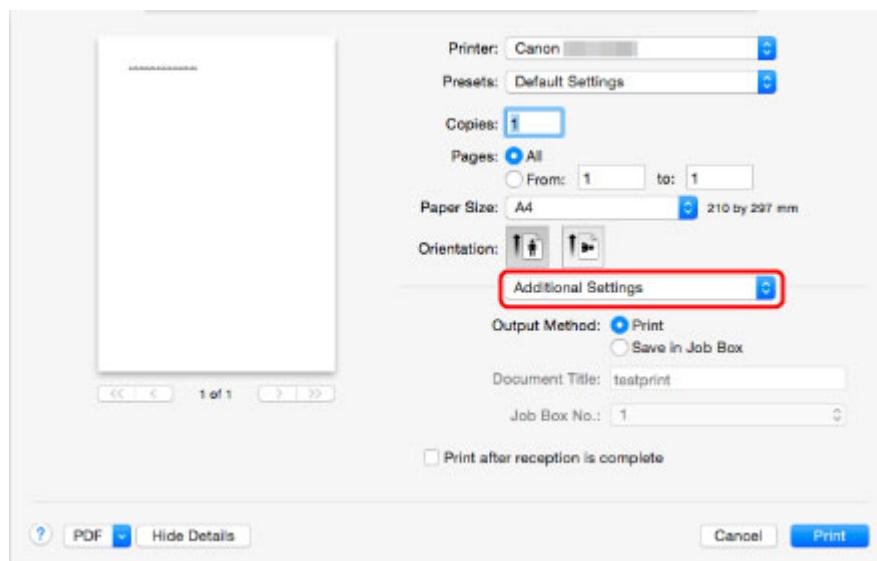 Printer: Canon
Presets: Default Settings
Copies: 1
Pages: All
From: 1 to: 1
Paper Size: A4 210 by 297 mm
Orientation:
Additional Settings
Output Method: Print
Save in Job Box
Document Title: testprint
1 of 1
Job Box No.: 1
Print after reception is complete
? PDF Hide Details Cancel Print